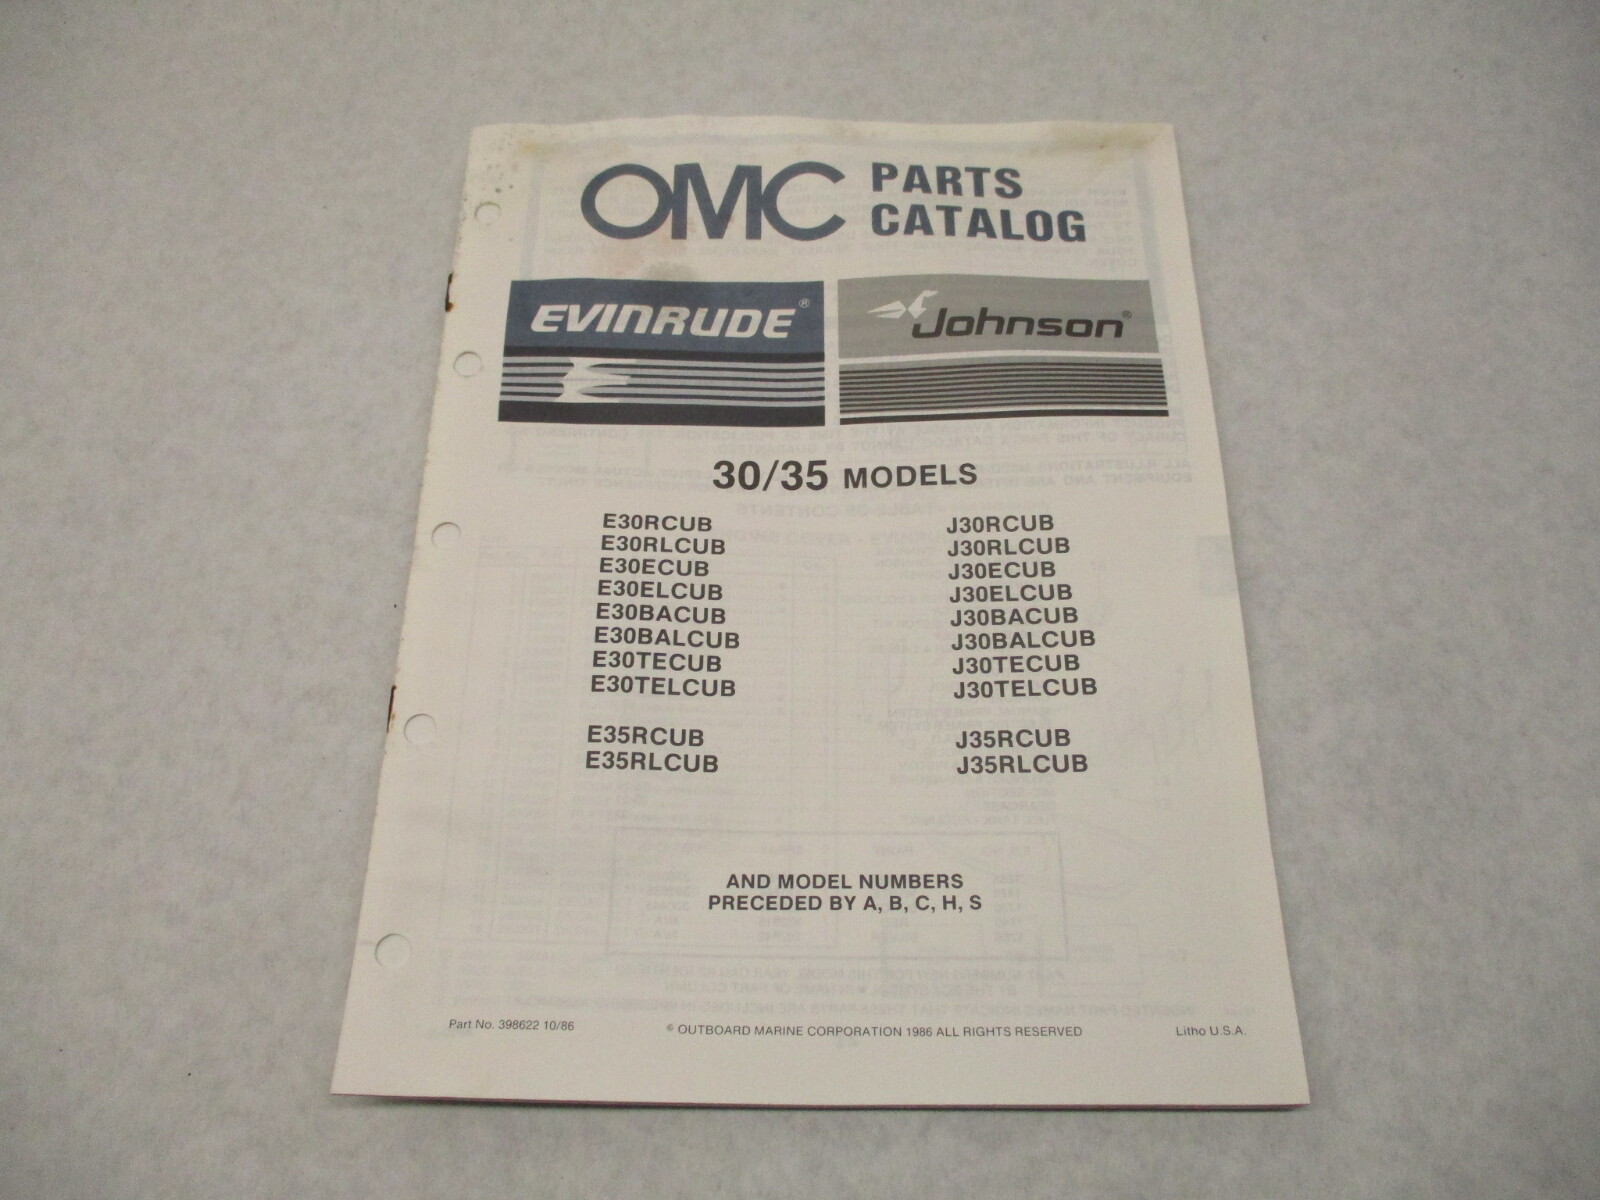 OMC PARTS CATALOG
EVINRUDE®
Johnson®
30/35 MODELS
E30RCUB
E30RLCUB
E30ECUB
E30ELCUB
E30BACUB
E30BALCUB
E30TECUB
E30TELCUB
E35RCUB
E35RLCUB
J30RCUB
J30RLCUB
J30ECUB
J30ELCUB
J30BACUB
J30BALCUB
J30TECUB
J30TELCUB
J35RCUB
J35RLCUB
AND MODEL NUMBERS
PRECEDED BY A, B, C, H, S
Part No. 398622 10/86
© OUTBOARD MARINE CORPORATION 1986 ALL RIGHTS RESERVED
Litho U.S.A.